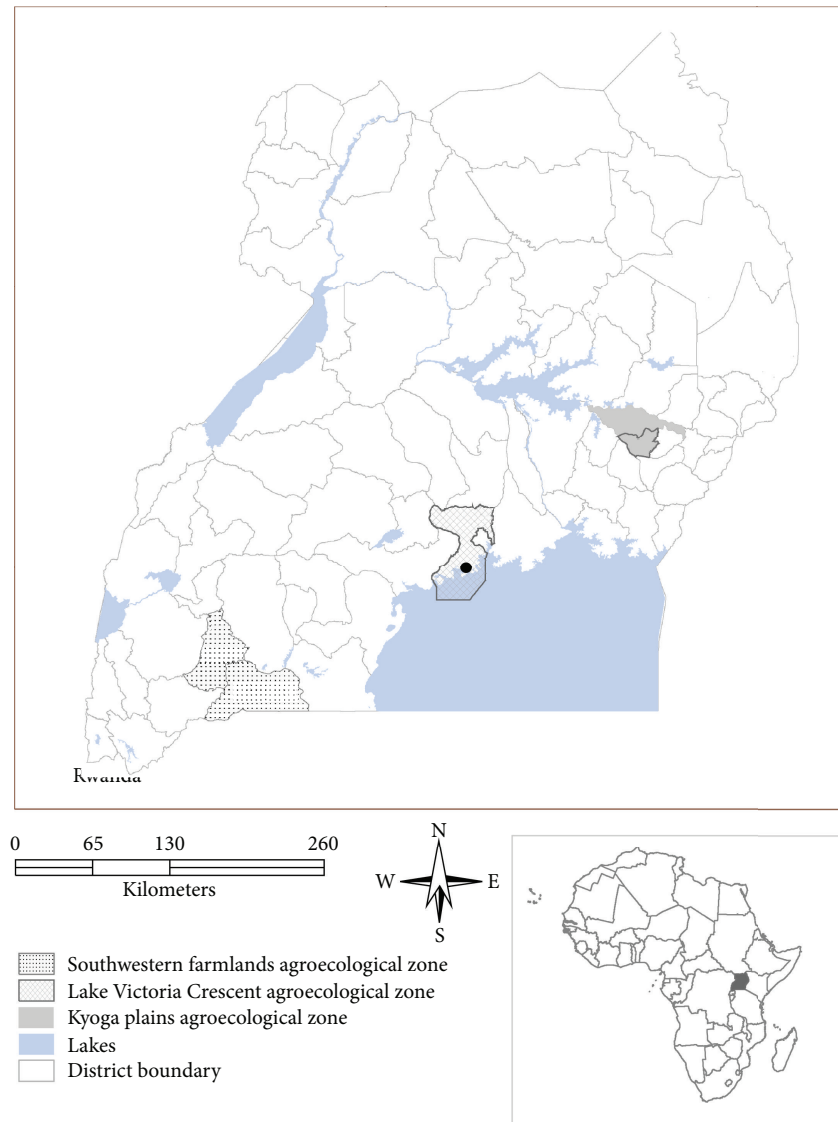 Rwanda
0 65 130 260
Kilometers
N
W E
S
Southwestern farmlands agroecological zone
Lake Victoria Crescent agroecological zone
Kyoga plains agroecological zone
Lakes
District boundary